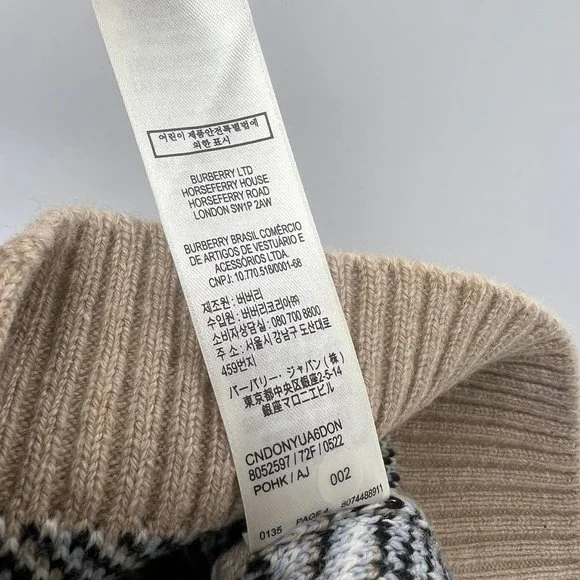 어린이제품안전특별법에
의한 표시
BURBERRY LTD
HORSEFERRY HOUSE
HORSEFERRY ROAD
LONDON SW1P 2AW
BURBERRY BRASIL COMÉRCIO
DE ARTIGOS DE VESTUÁRIO E
ACESSÓRIOS LTDA.
CNPJ. 10.770.518/0001-68
제조원 : 버버리
수입원 : 버버리코리아㈜
소비자상담실 : 080 700 8800
주 소 : 서울시 강남구 도산대로
459번지
バーバリー・ジャパン(株)
東京都中央区銀座2-5-14
銀座マロニエビル
CNDONYUA6DON
8052597 / 72F / 0522
POHK / AJ 002
0135 PAGE 4 8074488911